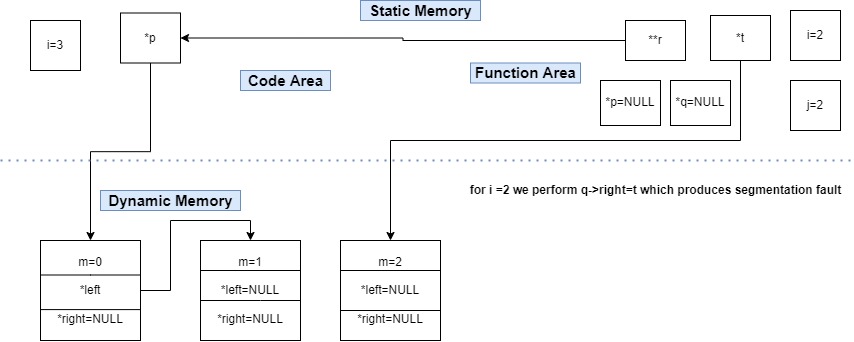 Static Memory
i=3
*p
**r
*t
i=2
Code Area
Function Area
*p=NULL
*q=NULL
j=2
for i =2 we perform q->right=t which produces segmentation fault
Dynamic Memory
m=0
m=1
m=2
*left
*left=NULL
*left=NULL
*right=NULL
*right=NULL
*right=NULL